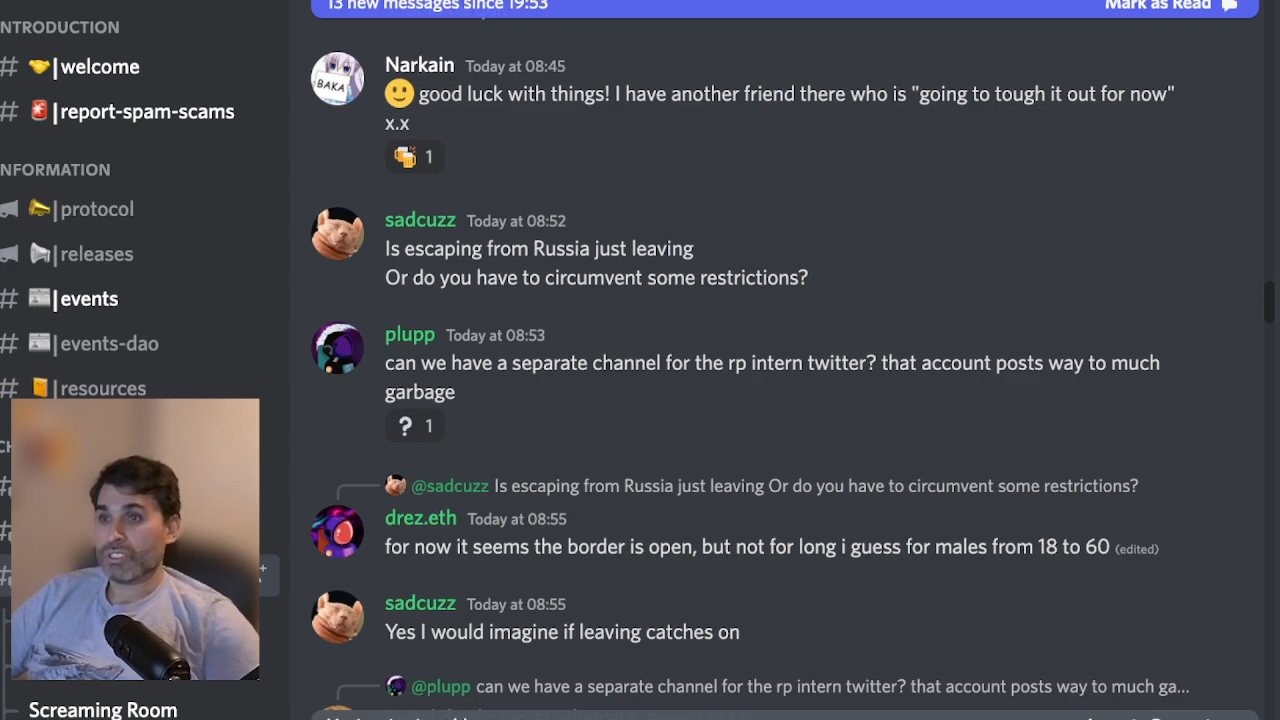 13 new messages since 19:53
Mark as Read
NTRODUCTION
# |welcome
# |report-spam-scams
NFORMATION
|protocol
|releases
# |events
# |events-dao
# |resources
Screaming Room
BAKA
Narkain Today at 08:45
good luck with things! I have another friend there who is "going to tough it out for now"
x.x
1
sadcuzz Today at 08:52
Is escaping from Russia just leaving
Or do you have to circumvent some restrictions?
plupp Today at 08:53
can we have a separate channel for the rp intern twitter? that account posts way to much
garbage
? 1
@sadcuzz Is escaping from Russia just leaving Or do you have to circumvent some restrictions?
drez.eth Today at 08:55
for now it seems the border is open, but not for long i guess for males from 18 to 60 (edited)
sadcuzz Today at 08:55
Yes I would imagine if leaving catches on
@plupp can we have a separate channel for the rp intern twitter? that account posts way to much ga...